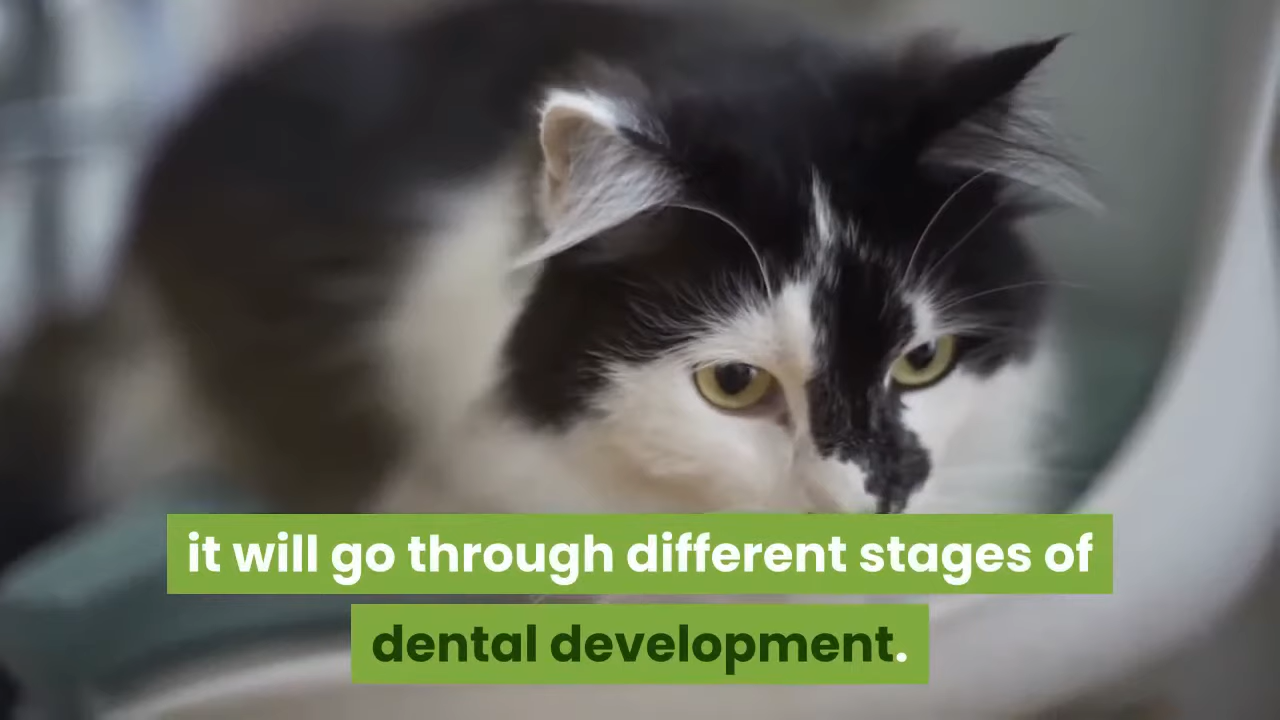 it will go through different stages of
dental development.